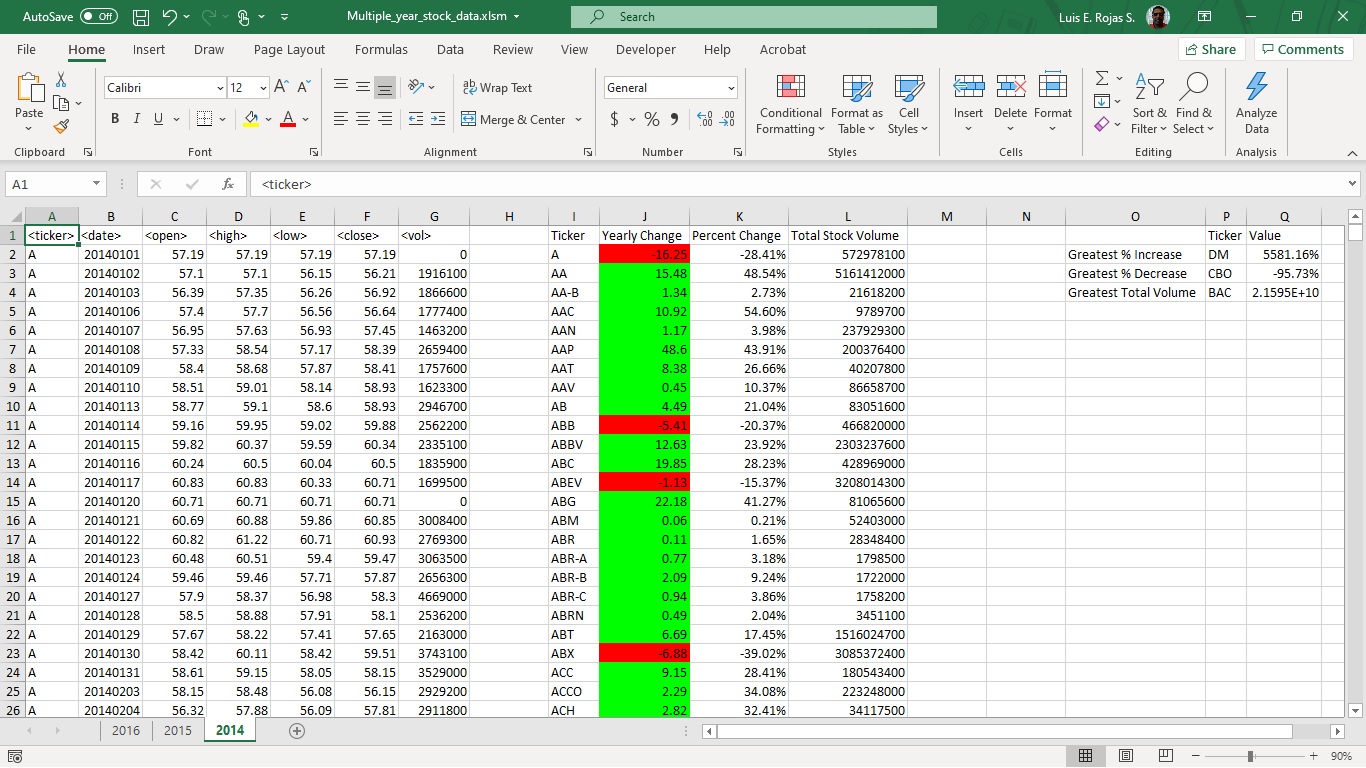 AutoSave Off Multiple_year_stock_data.xlsm Search Luis E. Rojas S.
File Home Insert Draw Page Layout Formulas Data Review View Developer Help Acrobat Share Comments
Calibri 12 A A ab Wrap Text General Σ A Z
Paste B I U A Merge & Center $ % Conditional Formatting Format as Table Cell Styles Insert Delete Format Sort & Filter Find & Select Analyze Data
Clipboard Font Alignment Number Styles Cells Editing Analysis
A1 fx <ticker>
A B C D E F G H I J K L M N O P Q
1 <ticker> <date> <open> <high> <low> <close> <vol> Ticker Yearly Change Percent Change Total Stock Volume Ticker Value
2 A 20140101 57.19 57.19 57.19 57.19 0 A -16.25 -28.41% 572978100 Greatest % Increase DM 5581.16%
3 A 20140102 57.1 57.1 56.15 56.21 1916100 AA 15.48 48.54% 5161412000 Greatest % Decrease CBO -95.73%
4 A 20140103 56.39 57.35 56.26 56.92 1866600 AA-B 1.34 2.73% 21618200 Greatest Total Volume BAC 2.1595E+10
5 A 20140106 57.4 57.7 56.56 56.64 1777400 AAC 10.92 54.60% 9789700
6 A 20140107 56.95 57.63 56.93 57.45 1463200 AAN 1.17 3.98% 237929300
7 A 20140108 57.33 58.54 57.17 58.39 2659400 AAP 48.6 43.91% 200376400
8 A 20140109 58.4 58.68 57.87 58.41 1757600 AAT 8.38 26.66% 40207800
9 A 20140110 58.51 59.01 58.14 58.93 1623300 AAV 0.45 10.37% 86658700
10 A 20140113 58.77 59.1 58.6 58.93 2946700 AB 4.49 21.04% 83051600
11 A 20140114 59.16 59.95 59.02 59.88 2562200 ABB -5.41 -20.37% 466820000
12 A 20140115 59.82 60.37 59.59 60.34 2335100 ABBV 12.63 23.92% 2303237600
13 A 20140116 60.24 60.5 60.04 60.5 1835900 ABC 19.85 28.23% 428969000
14 A 20140117 60.83 60.83 60.33 60.71 1699500 ABEV -1.13 -15.37% 3208014300
15 A 20140120 60.71 60.71 60.71 60.71 0 ABG 22.18 41.27% 81065600
16 A 20140121 60.69 60.88 59.86 60.85 3008400 ABM 0.06 0.21% 52403000
17 A 20140122 60.82 61.22 60.71 60.93 2769300 ABR 0.11 1.65% 28348400
18 A 20140123 60.48 60.51 59.4 59.47 3063500 ABR-A 0.77 3.18% 1798500
19 A 20140124 59.46 59.46 57.71 57.87 2656300 ABR-B 2.09 9.24% 1722000
20 A 20140127 57.9 58.37 56.98 58.3 4669000 ABR-C 0.94 3.86% 1758200
21 A 20140128 58.5 58.88 57.91 58.1 2536200 ABRN 0.49 2.04% 3451100
22 A 20140129 57.67 58.22 57.41 57.65 2163000 ABT 6.69 17.45% 1516024700
23 A 20140130 58.42 60.11 58.42 59.51 3743100 ABX -6.88 -39.02% 3085372400
24 A 20140131 58.61 59.15 58.05 58.15 3529000 ACC 9.15 28.41% 180543400
25 A 20140203 58.15 58.48 56.08 56.15 2929200 ACCO 2.29 34.08% 223248000
26 A 20140204 56.32 57.88 56.09 57.81 2911800 ACH 2.82 32.41% 34117500
2016 2015 2014
90%